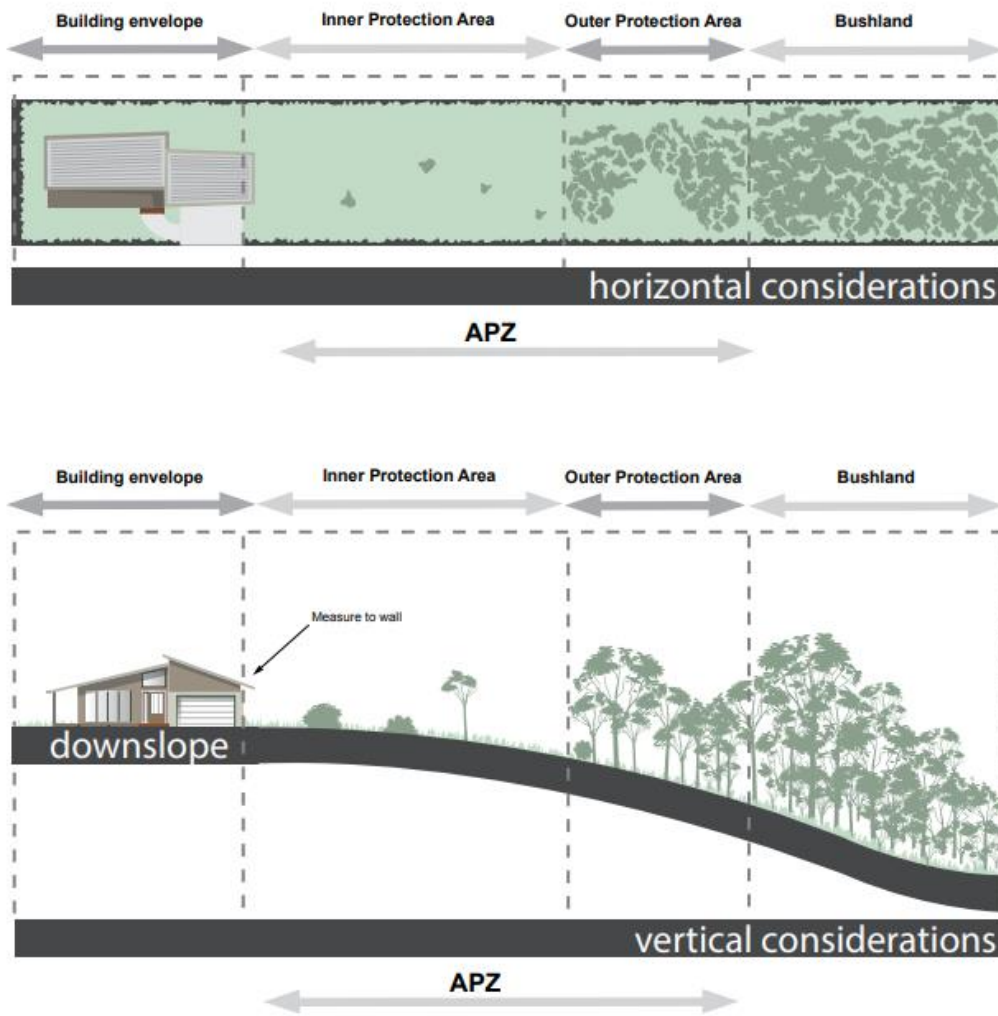 Building envelope
Inner Protection Area
Outer Protection Area
Bushland
horizontal considerations
APZ
Building envelope
Inner Protection Area
Outer Protection Area
Bushland
Measure to wall
downslope
vertical considerations
APZ